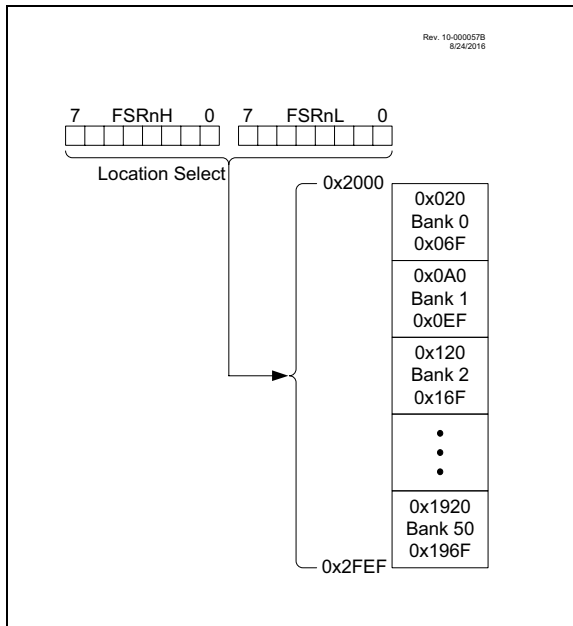 Rev. 10-000057B
8/24/2016
7 FSRnH 0 7 FSRnL 0
Location Select
0x2000
0x020
Bank 0
0x06F
0x0A0
Bank 1
0x0EF
0x120
Bank 2
0x16F
0x1920
Bank 50
0x196F
0x2FEF